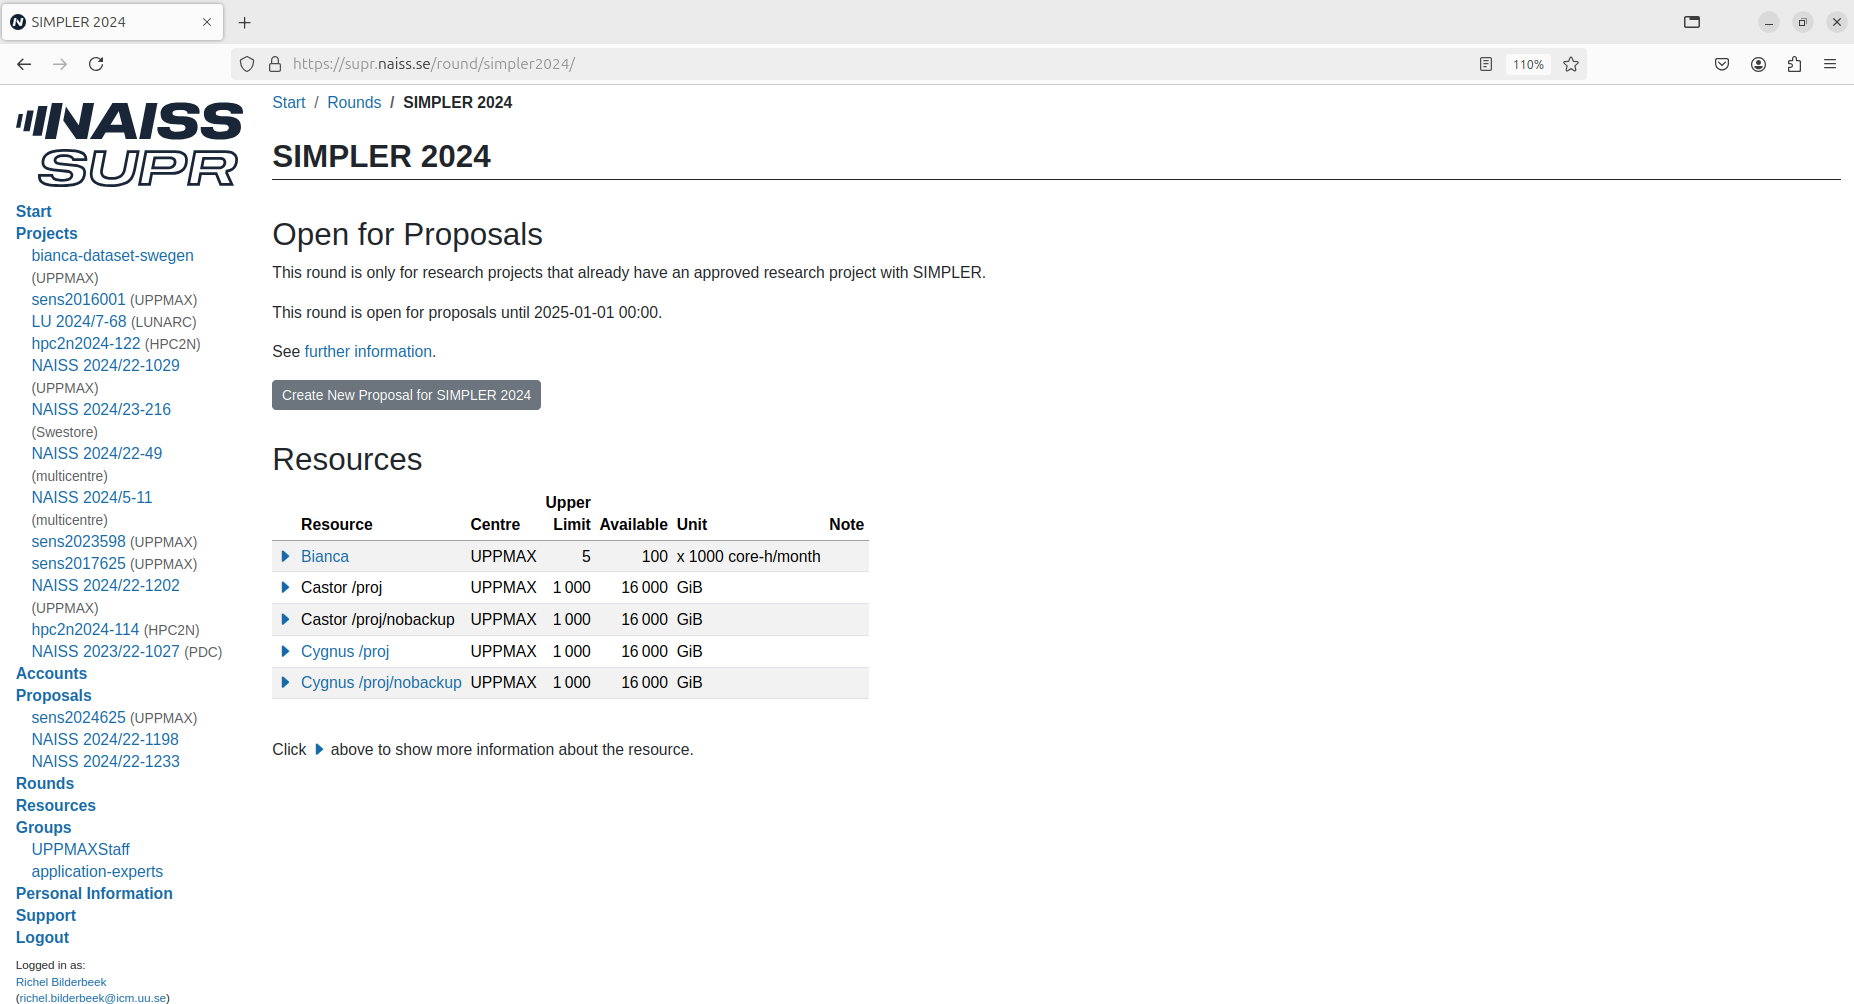 SIMPLER 2024
https://supr.naiss.se/round/simpler2024/
110%
NAISS
SUPR
Start
Projects
bianca-dataset-swegen
(UPPMAX)
sens2016001 (UPPMAX)
LU 2024/7-68 (LUNARC)
hpc2n2024-122 (HPC2N)
NAISS 2024/22-1029
(UPPMAX)
NAISS 2024/23-216
(Swestore)
NAISS 2024/22-49
(multicentre)
NAISS 2024/5-11
(multicentre)
sens2023598 (UPPMAX)
sens2017625 (UPPMAX)
NAISS 2024/22-1202
(UPPMAX)
hpc2n2024-114 (HPC2N)
NAISS 2023/22-1027 (PDC)
Accounts
Proposals
sens2024625 (UPPMAX)
NAISS 2024/22-1198
NAISS 2024/22-1233
Rounds
Resources
Groups
UPPMAXStaff
application-experts
Personal Information
Support
Logout
Logged in as:
Richel Bilderbeek
(richel.bilderbeek@icm.uu.se)
Start / Rounds / SIMPLER 2024
SIMPLER 2024
Open for Proposals
This round is only for research projects that already have an approved research project with SIMPLER.
This round is open for proposals until 2025-01-01 00:00.
See further information.
Create New Proposal for SIMPLER 2024
Resources
Upper
Resource Centre Limit Available Unit Note
Bianca UPPMAX 5 100 x 1000 core-h/month
Castor /proj UPPMAX 1 000 16 000 GiB
Castor /proj/nobackup UPPMAX 1 000 16 000 GiB
Cygnus /proj UPPMAX 1 000 16 000 GiB
Cygnus /proj/nobackup UPPMAX 1 000 16 000 GiB
Click above to show more information about the resource.